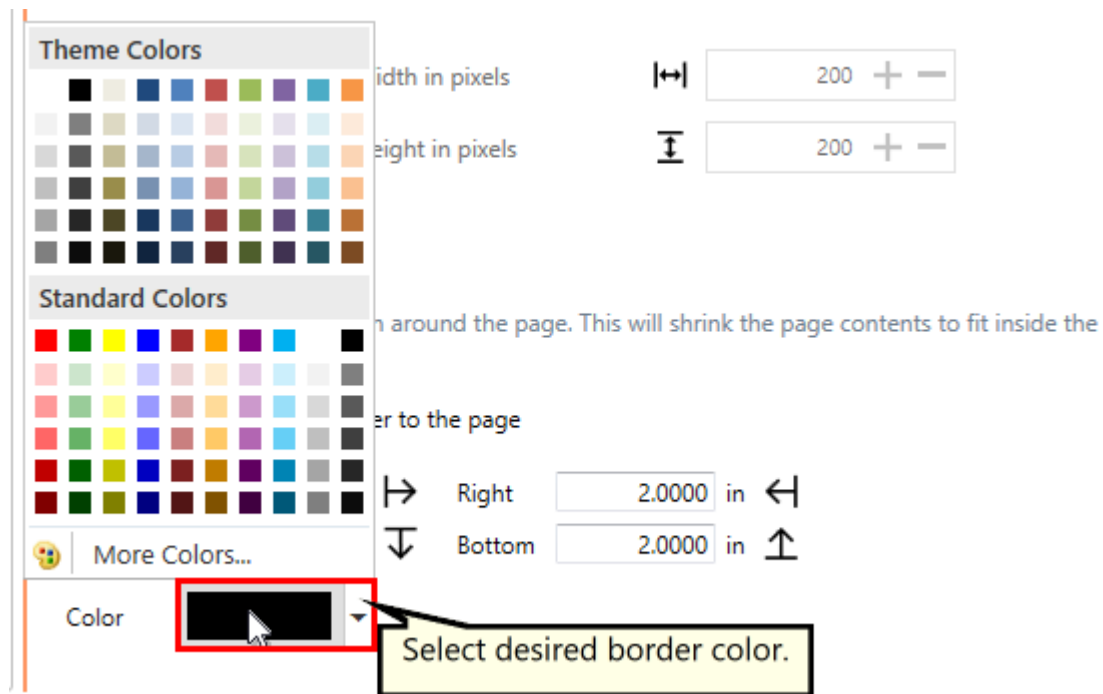 Theme Colors
idth in pixels
200
eight in pixels
200
Standard Colors
around the page. This will shrink the page contents to fit inside the
er to the page
Right 2.0000 in
Bottom 2.0000 in
More Colors...
Color
Select desired border color.